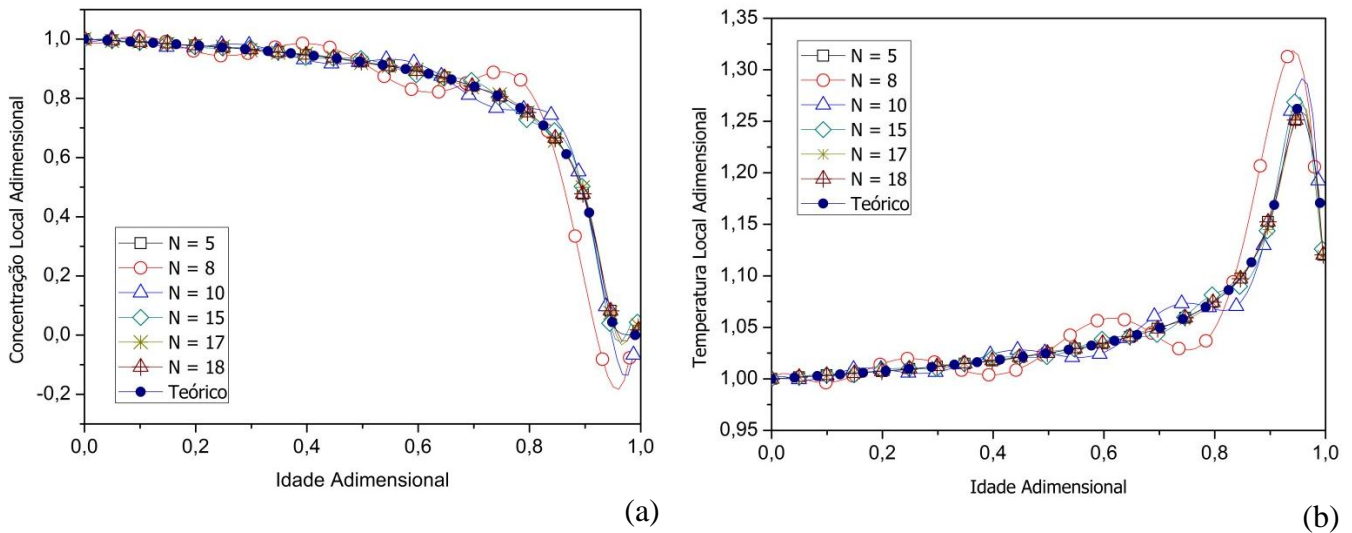 Concentração Local Adimensional
1,0
0,8
0,6
0,4
0,2
0,0
-0,2
N = 5
N = 8
N = 10
N = 15
N = 17
N = 18
Teórico
0,0 0,2 0,4 0,6 0,8 1,0
Idade Adimensional
(a)
Temperatura Local Adimensional
1,35
1,30
1,25
1,20
1,15
1,10
1,05
1,00
0,95
N = 5
N = 8
N = 10
N = 15
N = 17
N = 18
Teórico
0,0 0,2 0,4 0,6 0,8 1,0
Idade Adimensional
(b)